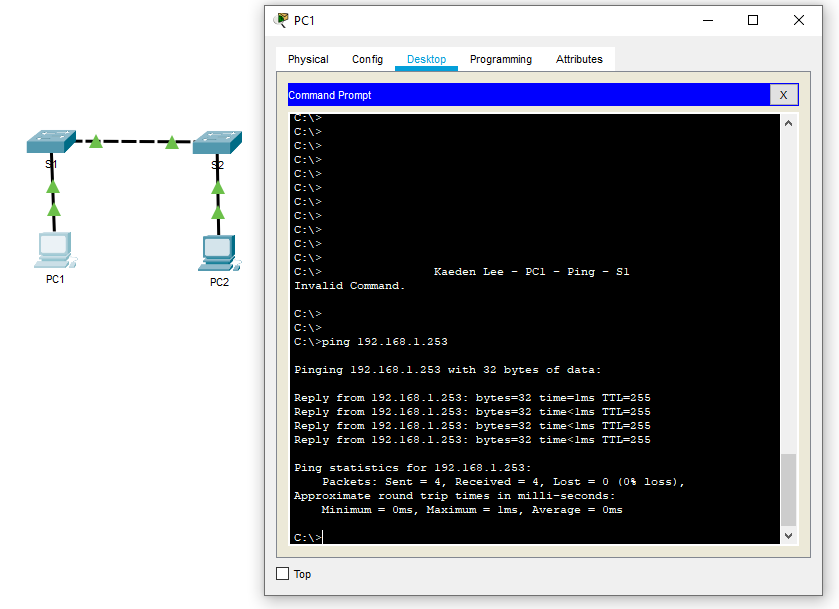 PC1
Physical Config Desktop Programming Attributes
Command Prompt X
C:\>
C:\>
C:\>
C:\>
C:\>
C:\>
C:\>
C:\>
C:\>
C:\>
C:\>
C:\> Kaeden Lee - PC1 - Ping - S1
Invalid Command.
C:\>
C:\>
C:\>ping 192.168.1.253
Pinging 192.168.1.253 with 32 bytes of data:
Reply from 192.168.1.253: bytes=32 time=1ms TTL=255
Reply from 192.168.1.253: bytes=32 time<1ms TTL=255
Reply from 192.168.1.253: bytes=32 time<1ms TTL=255
Reply from 192.168.1.253: bytes=32 time<1ms TTL=255
Ping statistics for 192.168.1.253:
Packets: Sent = 4, Received = 4, Lost = 0 (0% loss),
Approximate round trip times in milli-seconds:
Minimum = 0ms, Maximum = 1ms, Average = 0ms
C:\>
Top
S1
S2
PC1
PC2